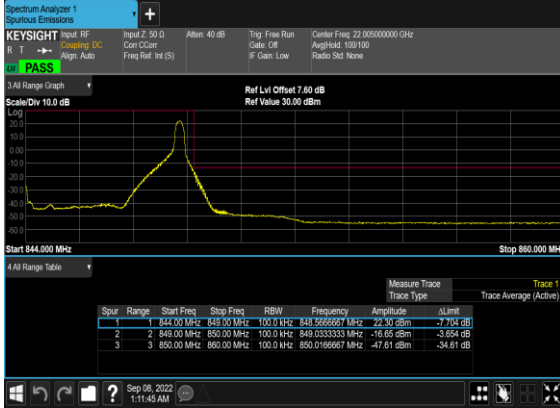 Spectrum Analyzer 1
Spurious Emissions
+
KEYSIGHT Input: RF Input Z: 50 Ω Atten: 40 dB Trig: Free Run Center Freq: 22.005000000 GHz
R T Coupling: DC Corr CCorr Gate: Off Avg|Hold: 100/100
Align: Auto Freq Ref: Int (S) IF Gain: Low Radio Std: None
PASS
3 All Range Graph
Ref Lvl Offset 7.60 dB
Scale/Div 10.0 dB Ref Value 30.00 dBm
Log
20.0
10.0
0.00
-10.0
-20.0
-30.0
-40.0
-50.0
-60.0
Start 844.000 MHz Stop 860.000 MH
4 All Range Table
Measure Trace Trace 1
Trace Type Trace Average (Active)
Spur Range Start Freq Stop Freq RBW Frequency Amplitude ΔLimit
1 1 844.00 MHz 849.00 MHz 100.0 kHz 848.5666667 MHz 22.30 dBm -7.704 dB
2 2 849.00 MHz 850.00 MHz 100.0 kHz 849.0333333 MHz -16.65 dBm -3.654 dB
3 3 850.00 MHz 860.00 MHz 100.0 kHz 850.0166667 MHz -47.61 dBm -34.61 dB
? Sep 08, 2022
1:11:45 AM